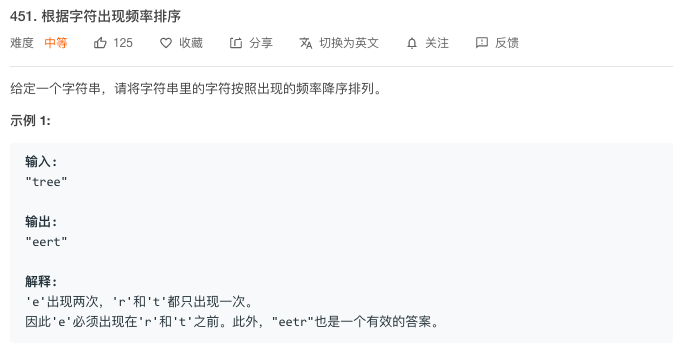 451. 根据字符出现频率排序
难度 中等 125 收藏 分享 切换为英文 关注 反馈
给定一个字符串，请将字符串里的字符按照出现的频率降序排列。
示例 1:
输入:
"tree"
输出:
"eert"
解释:
'e'出现两次，'r'和't'都只出现一次。
因此'e'必须出现在'r'和't'之前。此外，"eetr"也是一个有效的答案。